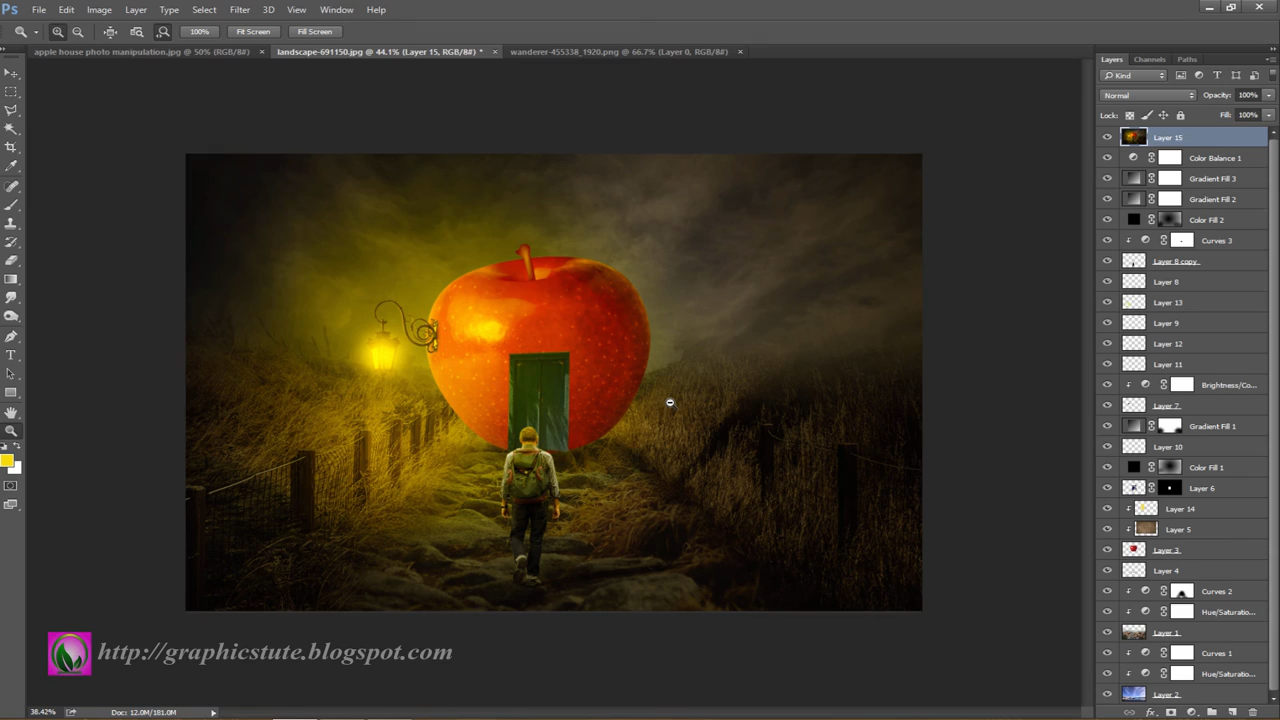 Ps File Edit Image Layer Type Select Filter 3D View Window Help
100% Fit Screen Fill Screen
apple house photo manipulation.jpg @ 50% (RGB/8#) × landscape-691150.jpg @ 44.1% (Layer 15, RGB/8#) * × wanderer-455338_1920.png @ 66.7% (Layer 0, RGB/8#) ×
Layers Channels Paths
Kind
Normal Opacity: 100%
Lock: Fill: 100%
Layer 15
Color Balance 1
Gradient Fill 3
Gradient Fill 2
Color Fill 2
Curves 3
Layer 8 copy
Layer 8
Layer 13
Layer 9
Layer 12
Layer 11
Brightness/Co...
Layer 7
Gradient Fill 1
Layer 10
Color Fill 1
Layer 6
Layer 14
Layer 5
Layer 3
Layer 4
Curves 2
Hue/Saturatio...
Layer 1
Curves 1
Hue/Saturatio...
Layer 2
http://graphicstute.blogspot.com
38.42% Doc: 12.0M/181.0M
fx